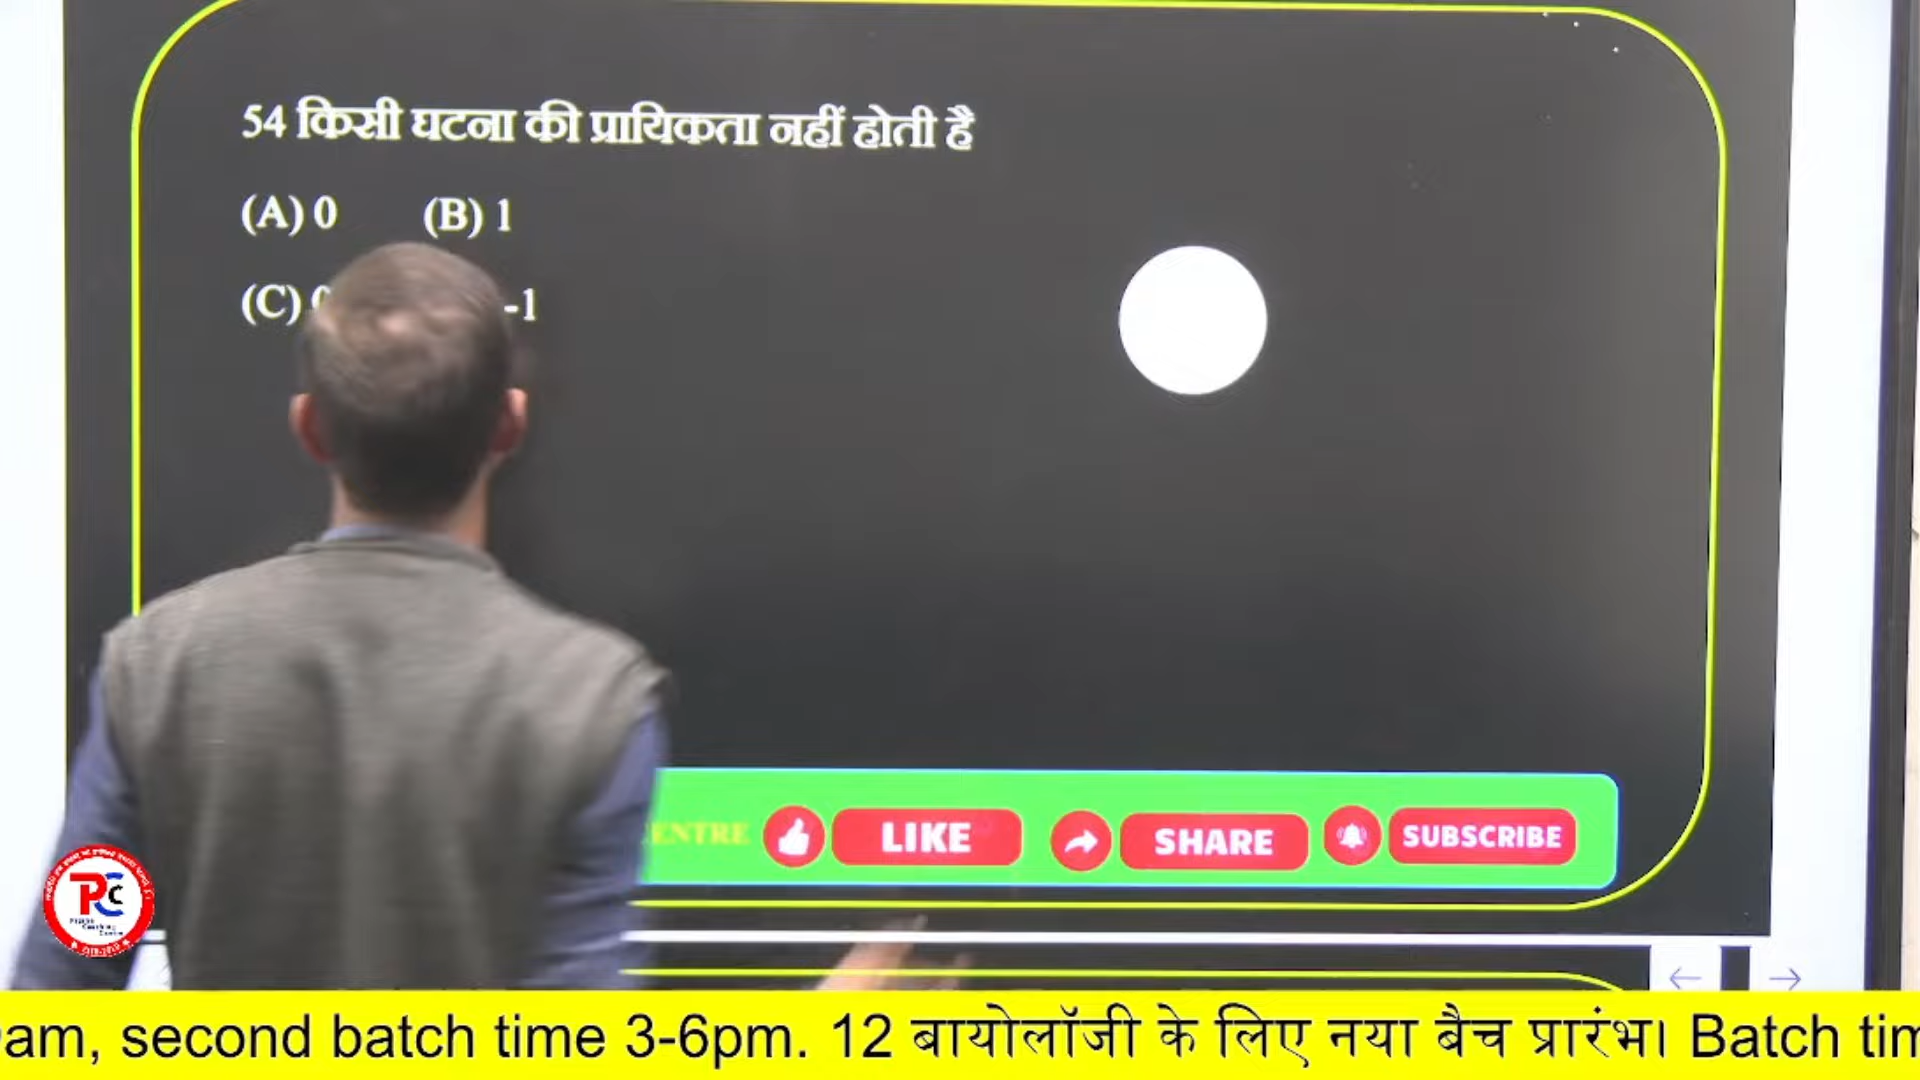 54 किसी घटना की प्रायिकता नहीं होती है
(A) 0 (B) 1
(C) -1
ENTRE LIKE SHARE SUBSCRIBE
PCC
am, second batch time 3-6pm. 12 बायोलॉजी के लिए नया बैच प्रारंभ। Batch tim